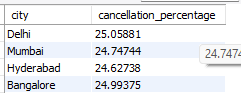 city cancellation_percentage
Delhi 25.05881
Mumbai 24.74744
Hyderabad 24.62738
Bangalore 24.99375
24.7474